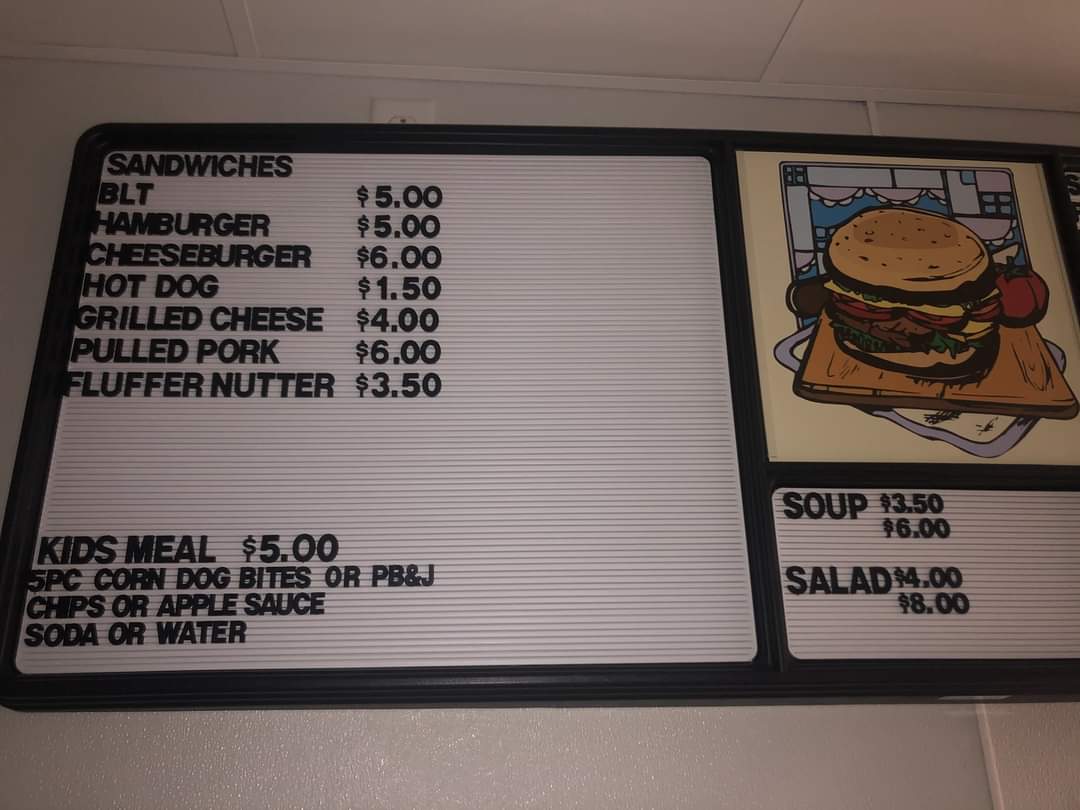 SANDWICHES
BLT $5.00
HAMBURGER $5.00
CHEESEBURGER $6.00
HOT DOG $1.50
GRILLED CHEESE $4.00
PULLED PORK $6.00
FLUFFER NUTTER $3.50
KIDS MEAL $5.00
5PC CORN DOG BITES OR PB&J
CHIPS OR APPLE SAUCE
SODA OR WATER
SOUP $3.50
$6.00
SALAD $4.00
$8.00